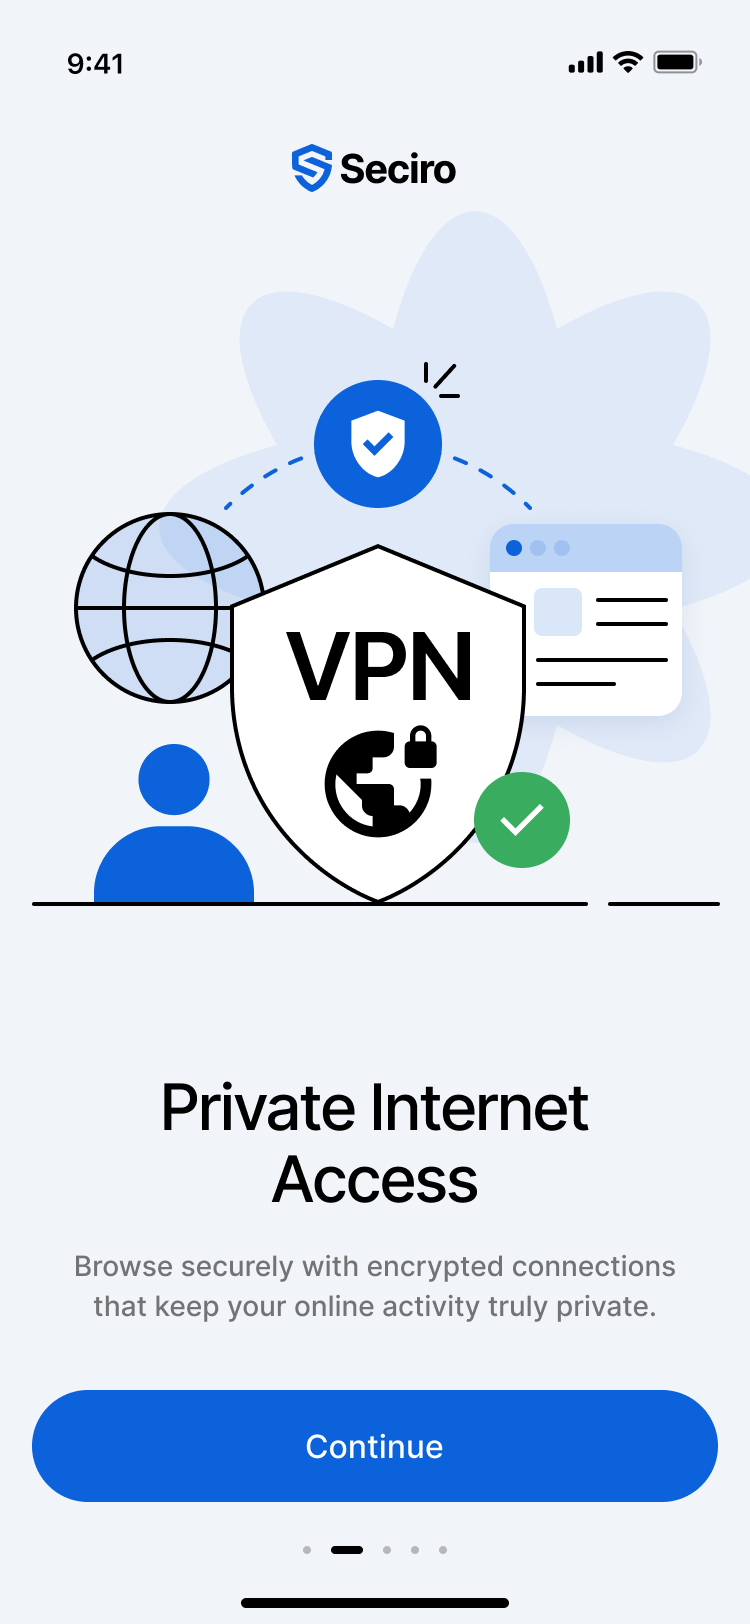 9:41
Seciro
VPN
Private Internet
Access
Browse securely with encrypted connections
that keep your online activity truly private.
Continue